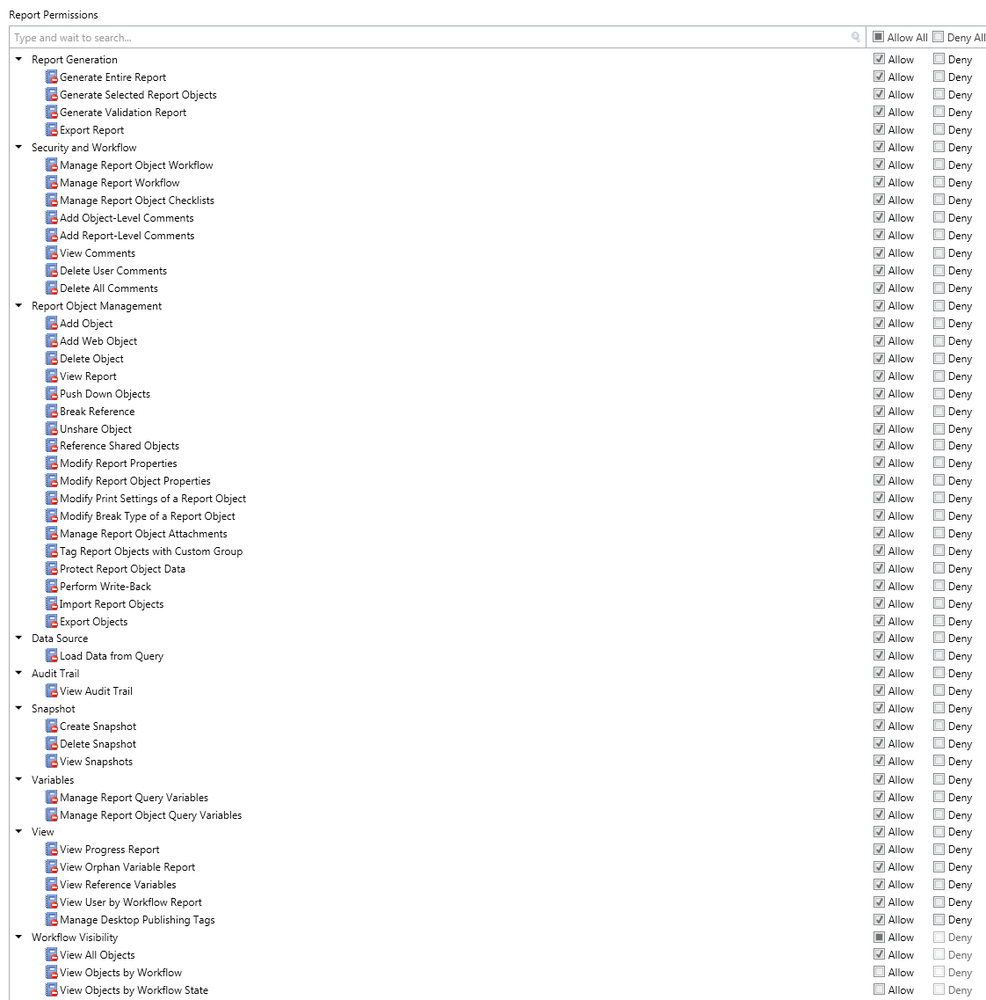 Report Permissions
Type and wait to search... Allow All Deny All
Report Generation Allow Deny
Generate Entire Report Allow Deny
Generate Selected Report Objects Allow Deny
Generate Validation Report Allow Deny
Export Report Allow Deny
Security and Workflow Allow Deny
Manage Report Object Workflow Allow Deny
Manage Report Workflow Allow Deny
Manage Report Object Checklists Allow Deny
Add Object-Level Comments Allow Deny
Add Report-Level Comments Allow Deny
View Comments Allow Deny
Delete User Comments Allow Deny
Delete All Comments Allow Deny
Report Object Management Allow Deny
Add Object Allow Deny
Add Web Object Allow Deny
Delete Object Allow Deny
View Report Allow Deny
Push Down Objects Allow Deny
Break Reference Allow Deny
Unshare Object Allow Deny
Reference Shared Objects Allow Deny
Modify Report Properties Allow Deny
Modify Report Object Properties Allow Deny
Modify Print Settings of a Report Object Allow Deny
Modify Break Type of a Report Object Allow Deny
Manage Report Object Attachments Allow Deny
Tag Report Objects with Custom Group Allow Deny
Protect Report Object Data Allow Deny
Perform Write-Back Allow Deny
Import Report Objects Allow Deny
Export Objects Allow Deny
Data Source Allow Deny
Load Data from Query Allow Deny
Audit Trail Allow Deny
View Audit Trail Allow Deny
Snapshot Allow Deny
Create Snapshot Allow Deny
Delete Snapshot Allow Deny
View Snapshots Allow Deny
Variables Allow Deny
Manage Report Query Variables Allow Deny
Manage Report Object Query Variables Allow Deny
View Allow Deny
View Progress Report Allow Deny
View Orphan Variable Report Allow Deny
View Reference Variables Allow Deny
View User by Workflow Report Allow Deny
Manage Desktop Publishing Tags Allow Deny
Workflow Visibility Allow Deny
View All Objects Allow Deny
View Objects by Workflow Allow Deny
View Objects by Workflow State Allow Deny